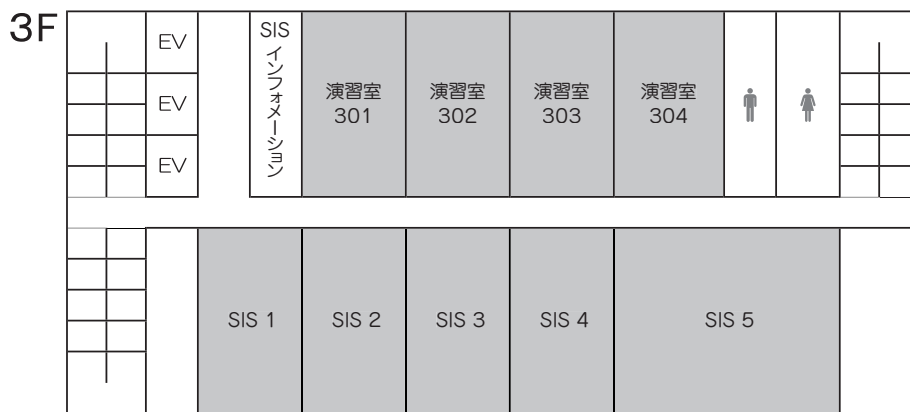 3F
EV
EV
EV
SIS
インフォメーション
演習室
301
演習室
302
演習室
303
演習室
304
SIS 1
SIS 2
SIS 3
SIS 4
SIS 5